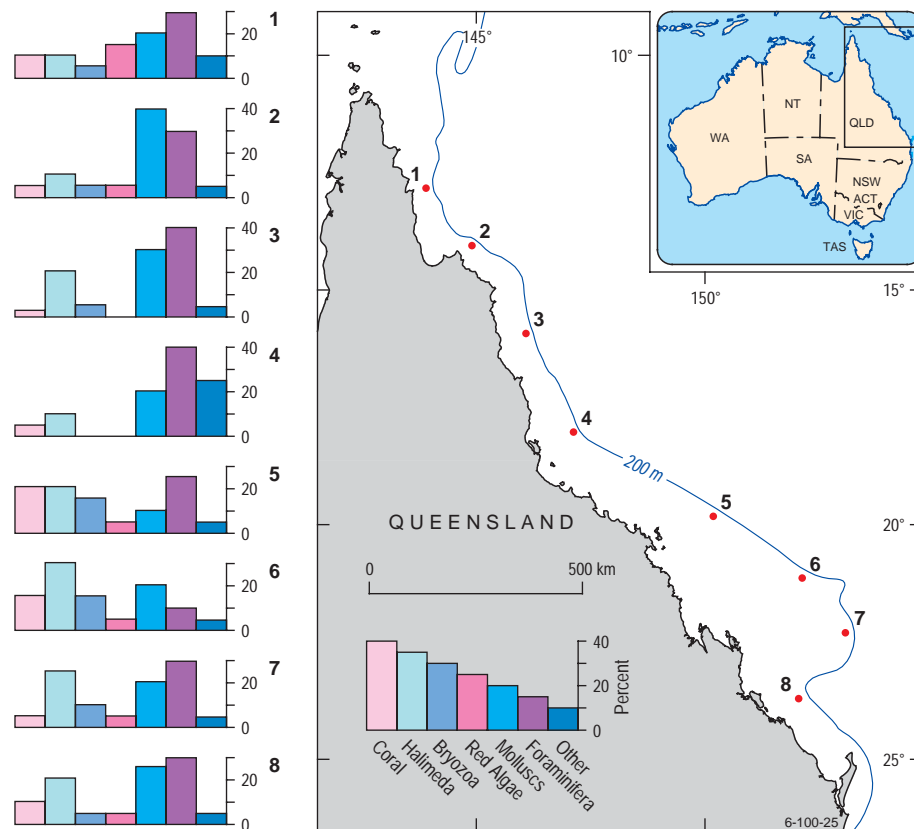 1
20
0
2
40
20
0
3
20
0
4
40
20
0
5
20
0
6
20
0
7
20
0
8
20
0
145°
10°
1
2
3
4
200 m
5
6
7
8
QUEENSLAND
0
500 km
40
20
0
Percent
Coral
Halimeda
Bryozoa
Red Algae
Molluscs
Foraminifera
Other
150°
15°
20°
25°
6-100-25
WA
NT
QLD
SA
NSW
ACT
VIC
TAS